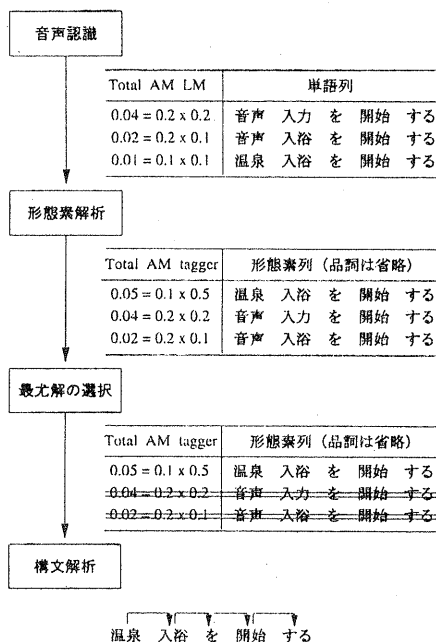 音声認識
Total AM LM 単語列
0.04 = 0.2 x 0.2 音声 入力 を 開始 する
0.02 = 0.2 x 0.1 音声 入浴 を 開始 する
0.01 = 0.1 x 0.1 温泉 入浴 を 開始 する
形態素解析
Total AM tagger 形態素列 (品詞は省略)
0.05 = 0.1 x 0.5 温泉 入浴 を 開始 する
0.04 = 0.2 x 0.2 音声 入力 を 開始 する
0.02 = 0.2 x 0.1 音声 入浴 を 開始 する
最尤解の選択
Total AM tagger 形態素列 (品詞は省略)
0.05 = 0.1 x 0.5 温泉 入浴 を 開始 する
0.04 = 0.2 x 0.2 音声 入力 を 開始 する
0.02 = 0.2 x 0.1 音声 入浴 を 開始 する
構文解析
温泉 入浴 を 開始 する